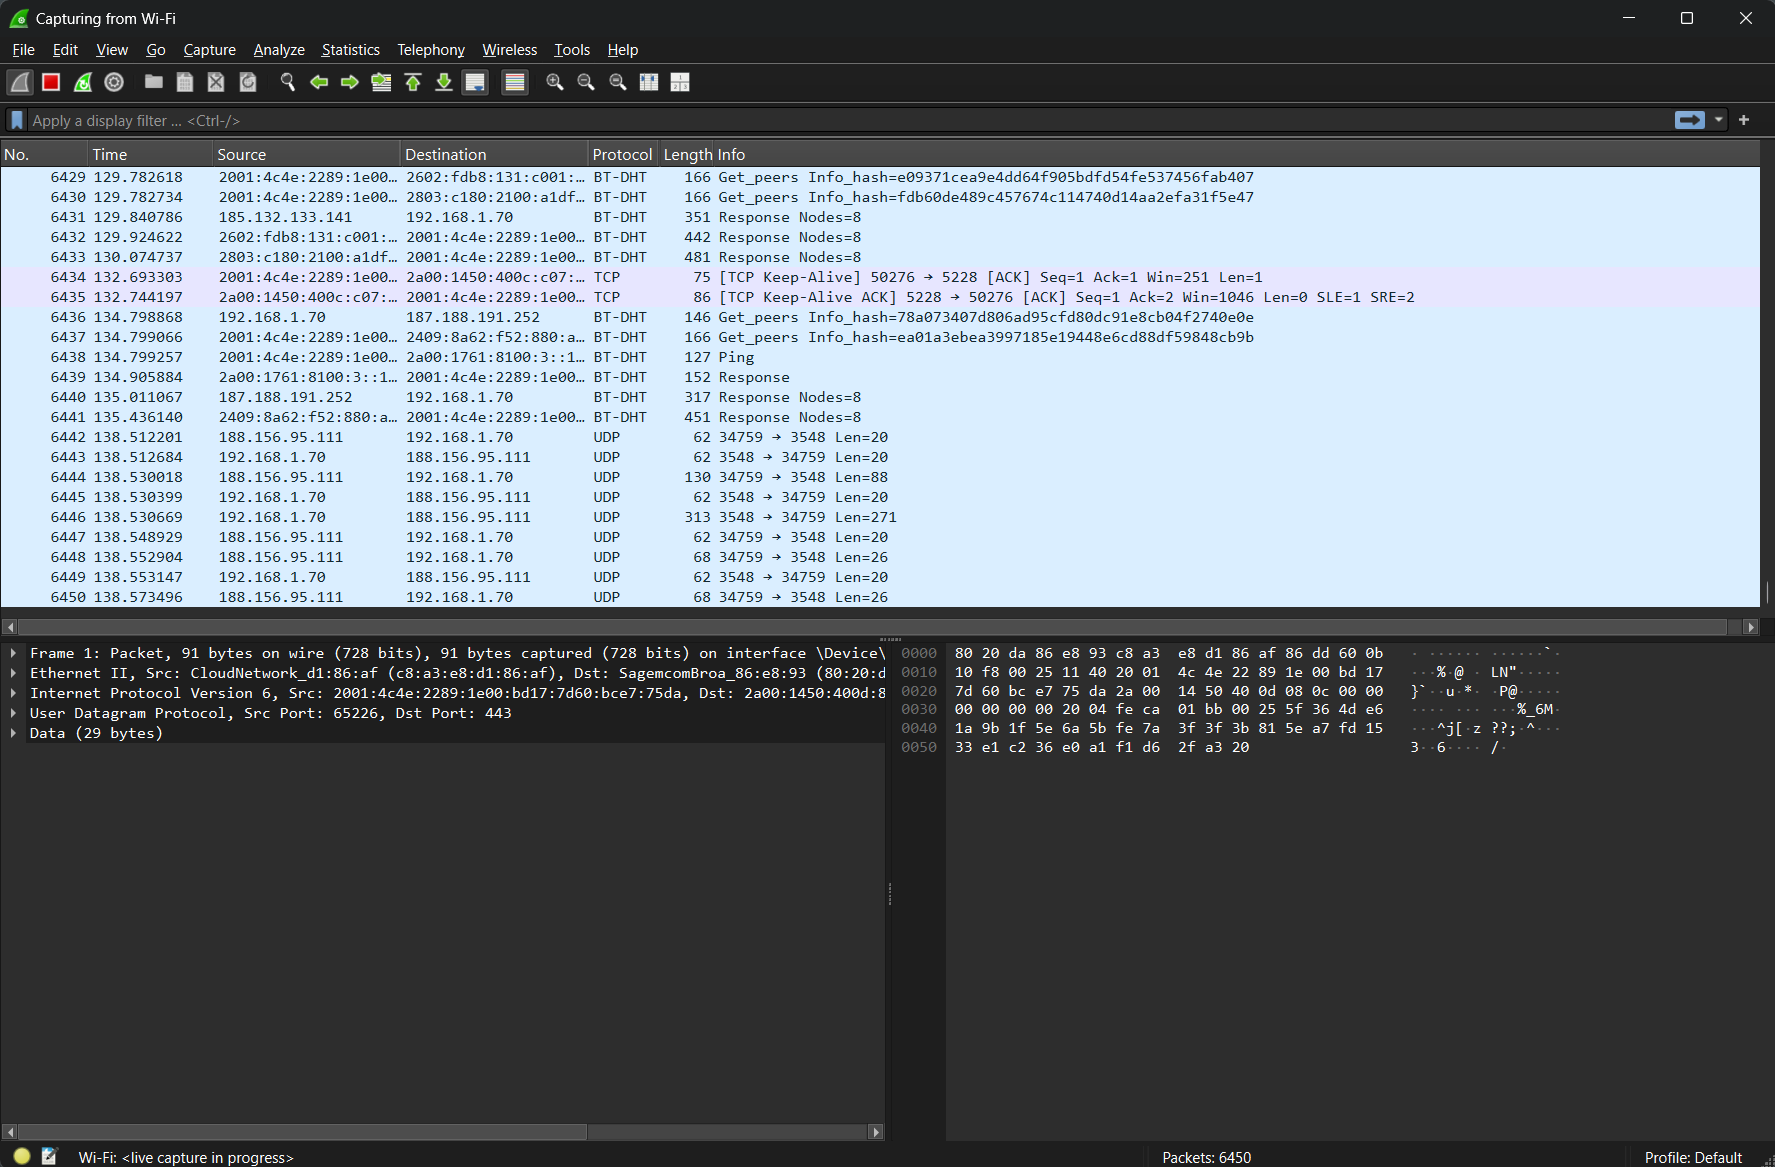 Capturing from Wi-Fi
File Edit View Go Capture Analyze Statistics Telephony Wireless Tools Help
Apply a display filter ... <Ctrl-/>
No. Time Source Destination Protocol Length Info
6429 129.782618 2001:4c4e:2289:1e00… 2602:fdb8:131:c001:… BT-DHT 166 Get_peers Info_hash=e09371cea9e4dd64f905bdfd54fe537456fab407
6430 129.782734 2001:4c4e:2289:1e00… 2803:c180:2100:a1df… BT-DHT 166 Get_peers Info_hash=fdb60de489c457674c114740d14aa2efa31f5e47
6431 129.840786 185.132.133.141 192.168.1.70 BT-DHT 351 Response Nodes=8
6432 129.924622 2602:fdb8:131:c001:… 2001:4c4e:2289:1e00… BT-DHT 442 Response Nodes=8
6433 130.074737 2803:c180:2100:a1df… 2001:4c4e:2289:1e00… BT-DHT 481 Response Nodes=8
6434 132.693303 2001:4c4e:2289:1e00… 2a00:1450:400c:c07:… TCP 75 [TCP Keep-Alive] 50276 → 5228 [ACK] Seq=1 Ack=1 Win=251 Len=1
6435 132.744197 2a00:1450:400c:c07:… 2001:4c4e:2289:1e00… TCP 86 [TCP Keep-Alive ACK] 5228 → 50276 [ACK] Seq=1 Ack=2 Win=1046 Len=0 SLE=1 SRE=2
6436 134.798868 192.168.1.70 187.188.191.252 BT-DHT 146 Get_peers Info_hash=78a073407d806ad95cfd80dc91e8cb04f2740e0e
6437 134.799066 2001:4c4e:2289:1e00… 2409:8a62:f52:880:a… BT-DHT 166 Get_peers Info_hash=ea01a3ebea3997185e19448e6cd88df59848cb9b
6438 134.799257 2001:4c4e:2289:1e00… 2a00:1761:8100:3::1… BT-DHT 127 Ping
6439 134.905884 2a00:1761:8100:3::1… 2001:4c4e:2289:1e00… BT-DHT 152 Response
6440 135.011067 187.188.191.252 192.168.1.70 BT-DHT 317 Response Nodes=8
6441 135.436140 2409:8a62:f52:880:a… 2001:4c4e:2289:1e00… BT-DHT 451 Response Nodes=8
6442 138.512201 188.156.95.111 192.168.1.70 UDP 62 34759 → 3548 Len=20
6443 138.512684 192.168.1.70 188.156.95.111 UDP 62 3548 → 34759 Len=20
6444 138.530018 188.156.95.111 192.168.1.70 UDP 130 34759 → 3548 Len=88
6445 138.530399 192.168.1.70 188.156.95.111 UDP 62 3548 → 34759 Len=20
6446 138.530669 192.168.1.70 188.156.95.111 UDP 313 3548 → 34759 Len=271
6447 138.548929 188.156.95.111 192.168.1.70 UDP 62 34759 → 3548 Len=20
6448 138.552904 188.156.95.111 192.168.1.70 UDP 68 34759 → 3548 Len=26
6449 138.553147 192.168.1.70 188.156.95.111 UDP 62 3548 → 34759 Len=20
6450 138.573496 188.156.95.111 192.168.1.70 UDP 68 34759 → 3548 Len=26
Frame 1: Packet, 91 bytes on wire (728 bits), 91 bytes captured (728 bits) on interface \Device\
Ethernet II, Src: CloudNetwork_d1:86:af (c8:a3:e8:d1:86:af), Dst: SagemcomBroa_86:e8:93 (80:20:d
Internet Protocol Version 6, Src: 2001:4c4e:2289:1e00:bd17:7d60:bce7:75da, Dst: 2a00:1450:400d:8
User Datagram Protocol, Src Port: 65226, Dst Port: 443
Data (29 bytes)
0000 80 20 da 86 e8 93 c8 a3 e8 d1 86 af 86 dd 60 0b · ······ ······`·
0010 10 f8 00 25 11 40 20 01 4c 4e 22 89 1e 00 bd 17 ···%·@ · LN"·····
0020 7d 60 bc e7 75 da 2a 00 14 50 40 0d 08 0c 00 00 }`··u·*· ·P@·····
0030 00 00 00 00 20 04 fe ca 01 bb 00 25 5f 36 4d e6 ···· ··· ···%_6M·
0040 1a 9b 1f 5e 6a 5b fe 7a 3f 3f 3b 81 5e a7 fd 15 ···^j[·z ??;·^···
0050 33 e1 c2 36 e0 a1 f1 d6 2f a3 20 3··6···· /·
Wi-Fi: <live capture in progress> Packets: 6450 Profile: Default